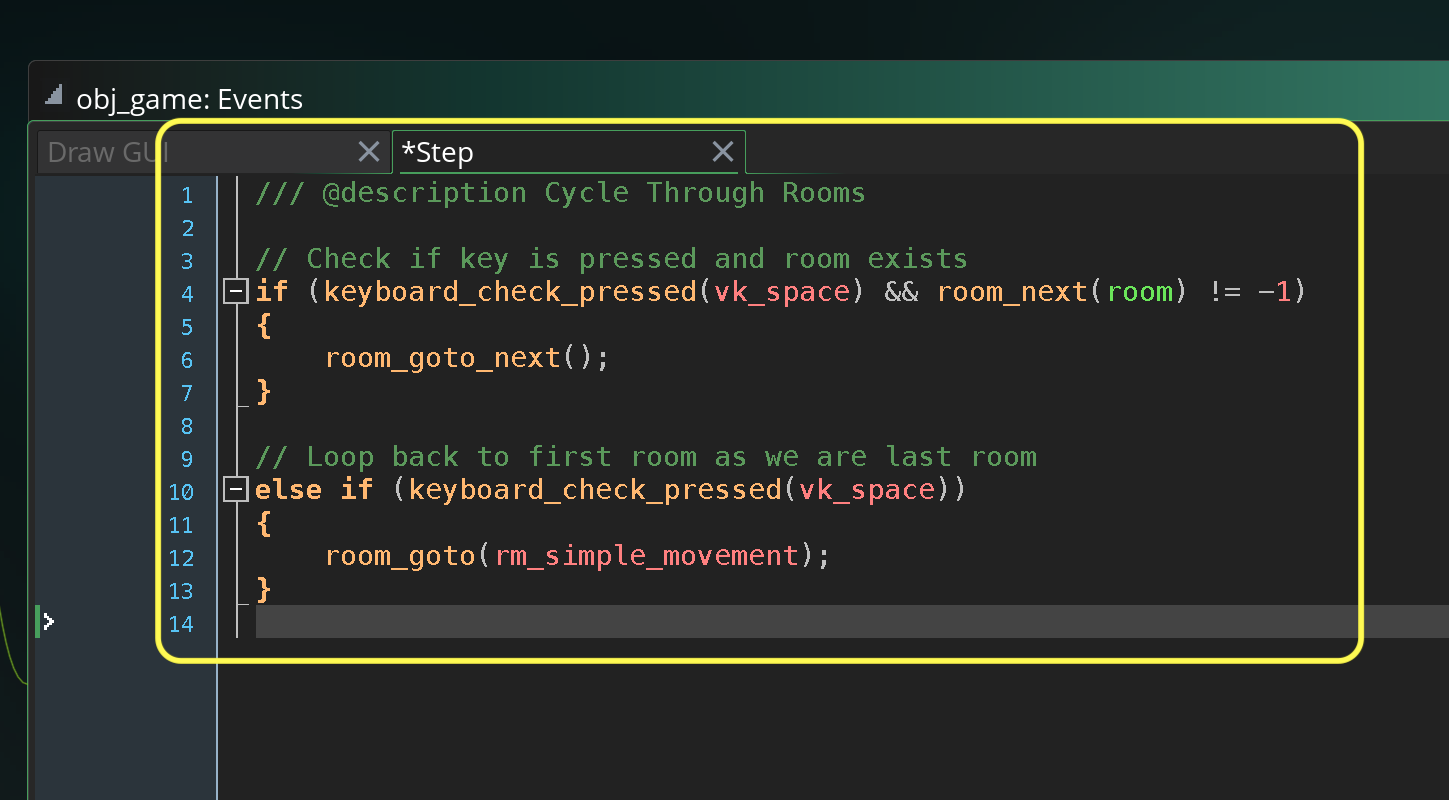 obj_game: Events
Draw GUI
*Step
1 /// @description Cycle Through Rooms
2
3 // Check if key is pressed and room exists
4 if (keyboard_check_pressed(vk_space) && room_next(room) != -1)
5 {
6     room_goto_next();
7 }
8
9 // Loop back to first room as we are last room
10 else if (keyboard_check_pressed(vk_space))
11 {
12     room_goto(rm_simple_movement);
13 }
14